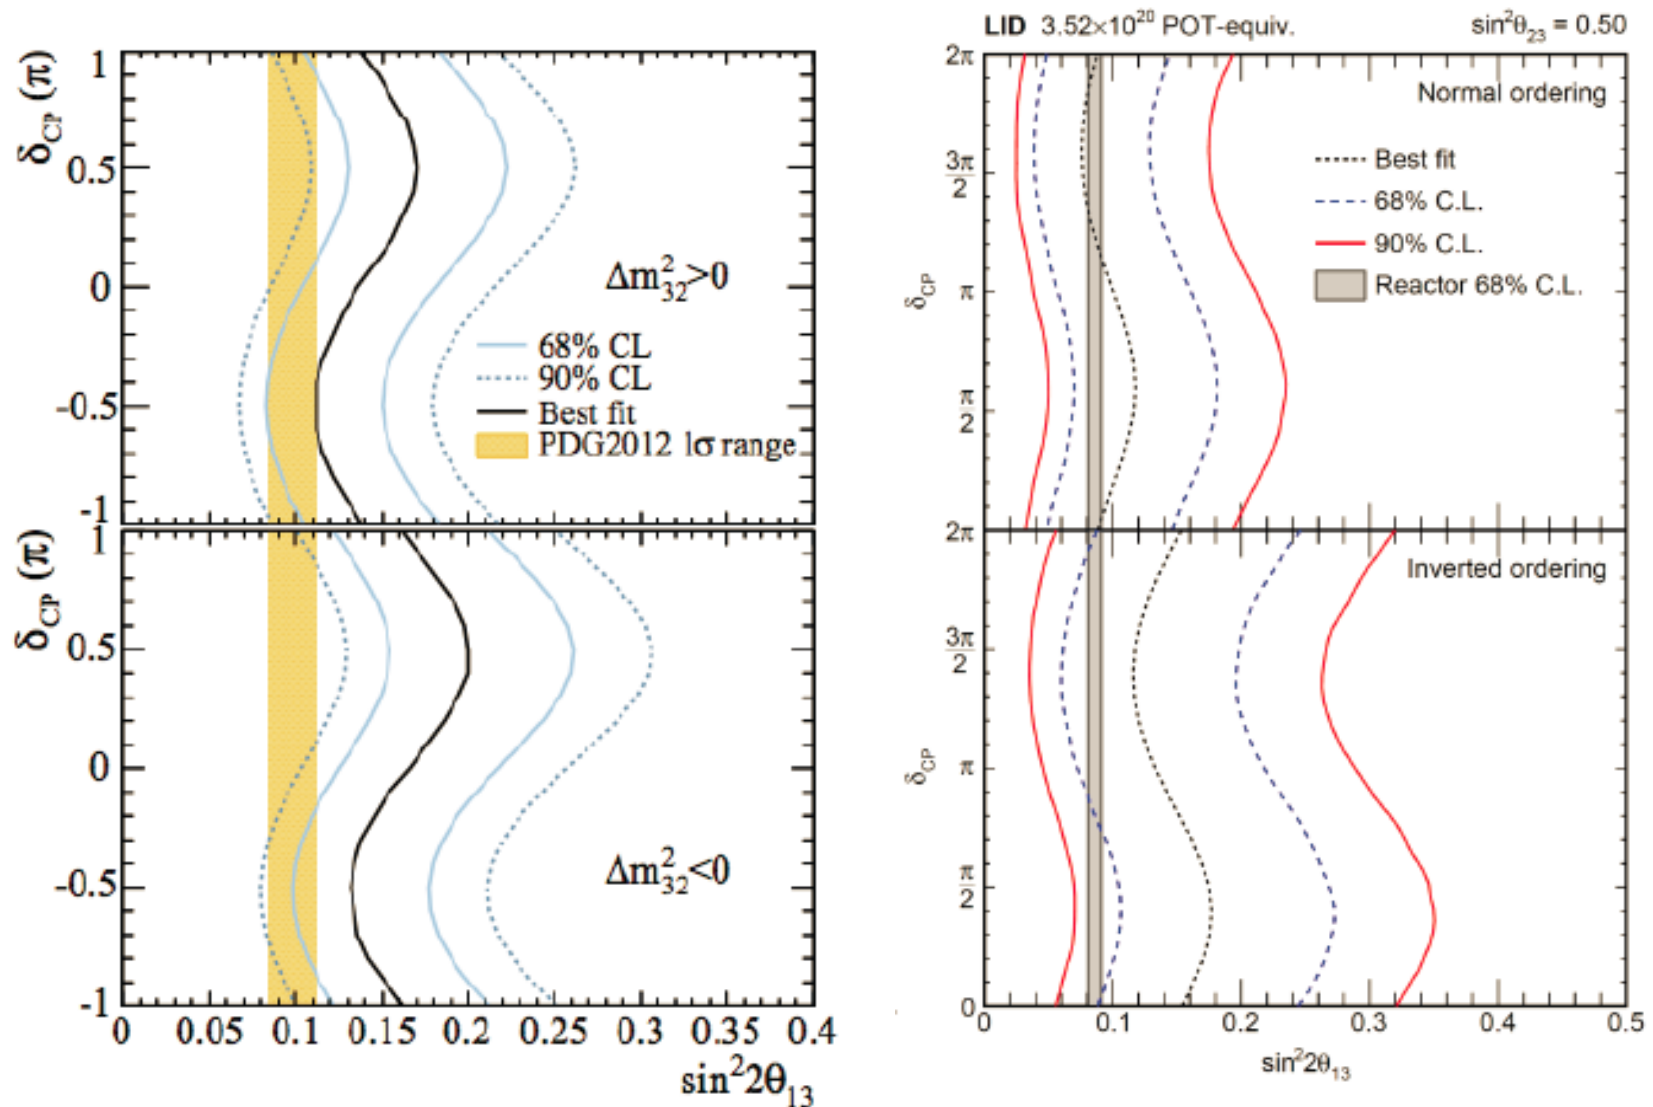 δCP (π)
1
0.5
0
-0.5
-1
Δm²32>0
68% CL
90% CL
Best fit
PDG2012 1σ range
δCP (π)
1
0.5
0
-0.5
-1
Δm²32<0
0 0.05 0.1 0.15 0.2 0.25 0.3 0.35 0.4
sin²2θ13
LID 3.52×10²⁰ POT-equiv. sin²θ23 = 0.50
2π
3π/2
π
π/2
δCP
Normal ordering
Best fit
68% C.L.
90% C.L.
Reactor 68% C.L.
2π
3π/2
π
π/2
0
δCP
Inverted ordering
0 0.1 0.2 0.3 0.4 0.5
sin²2θ13